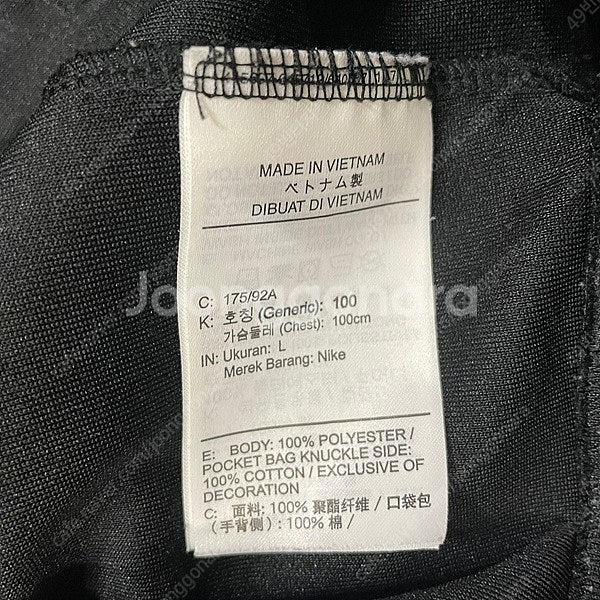 MADE IN VIETNAM
ベトナム製
DIBUAT DI VIETNAM
C: 175/92A
K: 호칭 (Generic): 100
가슴둘레 (Chest): 100cm
IN: Ukuran: L
Merek Barang: Nike
Joonggonara
E: BODY: 100% POLYESTER /
POCKET BAG KNUCKLE SIDE:
100% COTTON / EXCLUSIVE OF
DECORATION
C: 面料: 100% 聚酯纤维 / 口袋包
(手背侧) : 100% 棉 /